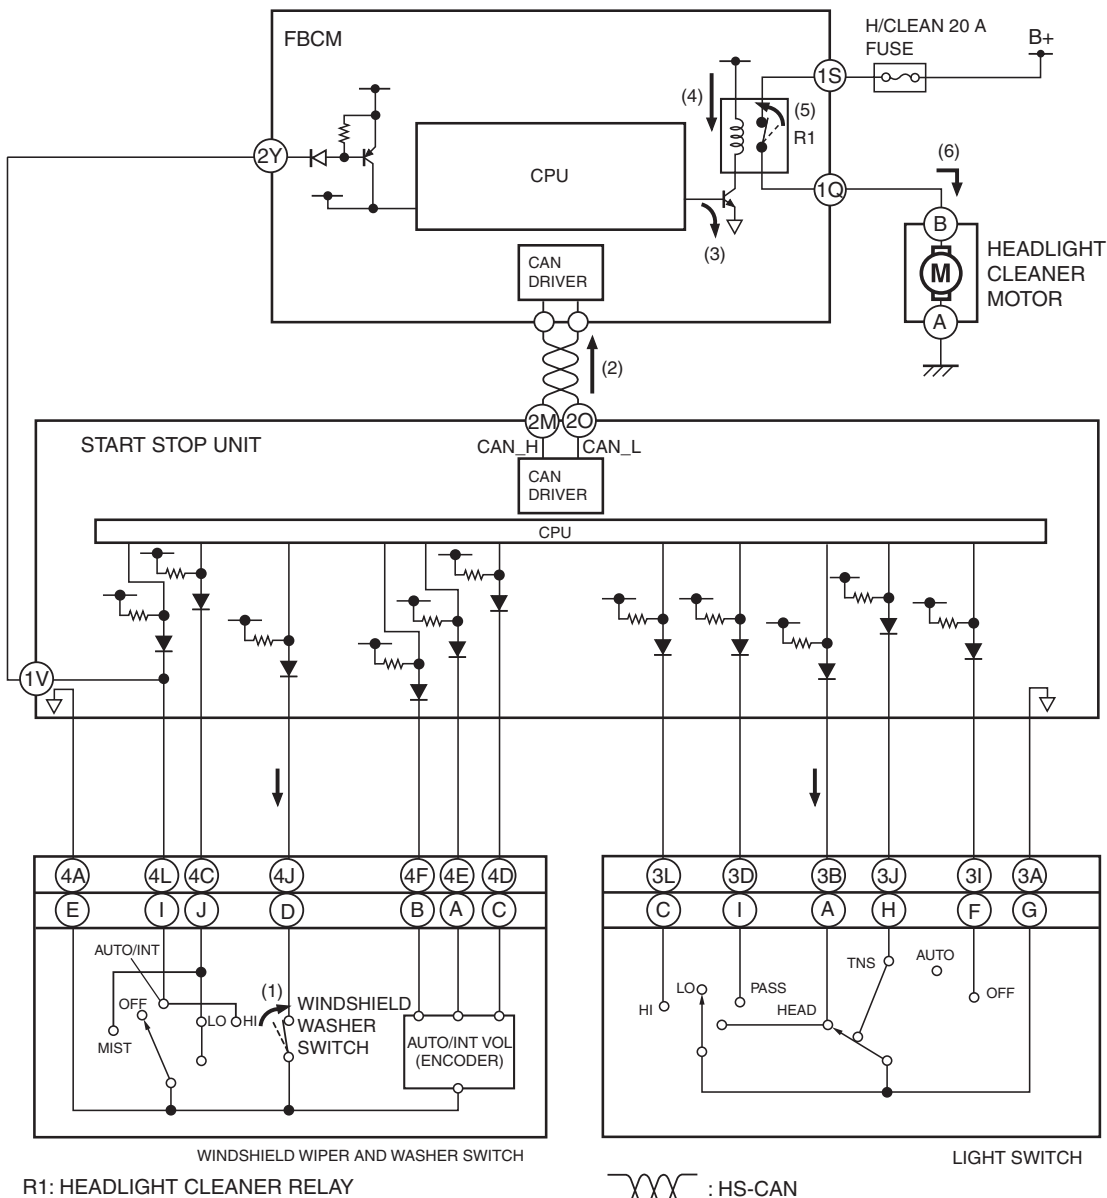 FBCM
H/CLEAN 20 A
FUSE
B+
1S
(4)
(5)
R1
2Y
CPU
(6)
1Q
(3)
B
M
A
HEADLIGHT
CLEANER
MOTOR
CAN
DRIVER
(2)
START STOP UNIT
2M
2O
CAN_H
CAN_L
CAN
DRIVER
CPU
1V
4A
4L
4C
4J
4F
4E
4D
E
I
J
D
B
A
C
3L
3D
3B
3J
3I
3A
C
I
A
H
F
G
AUTO/INT
OFF
MIST
LO
HI
(1)
WINDSHIELD
WASHER
SWITCH
AUTO/INT VOL
(ENCODER)
HI
LO
PASS
HEAD
TNS
AUTO
OFF
WINDSHIELD WIPER AND WASHER SWITCH
LIGHT SWITCH
R1: HEADLIGHT CLEANER RELAY
: HS-CAN